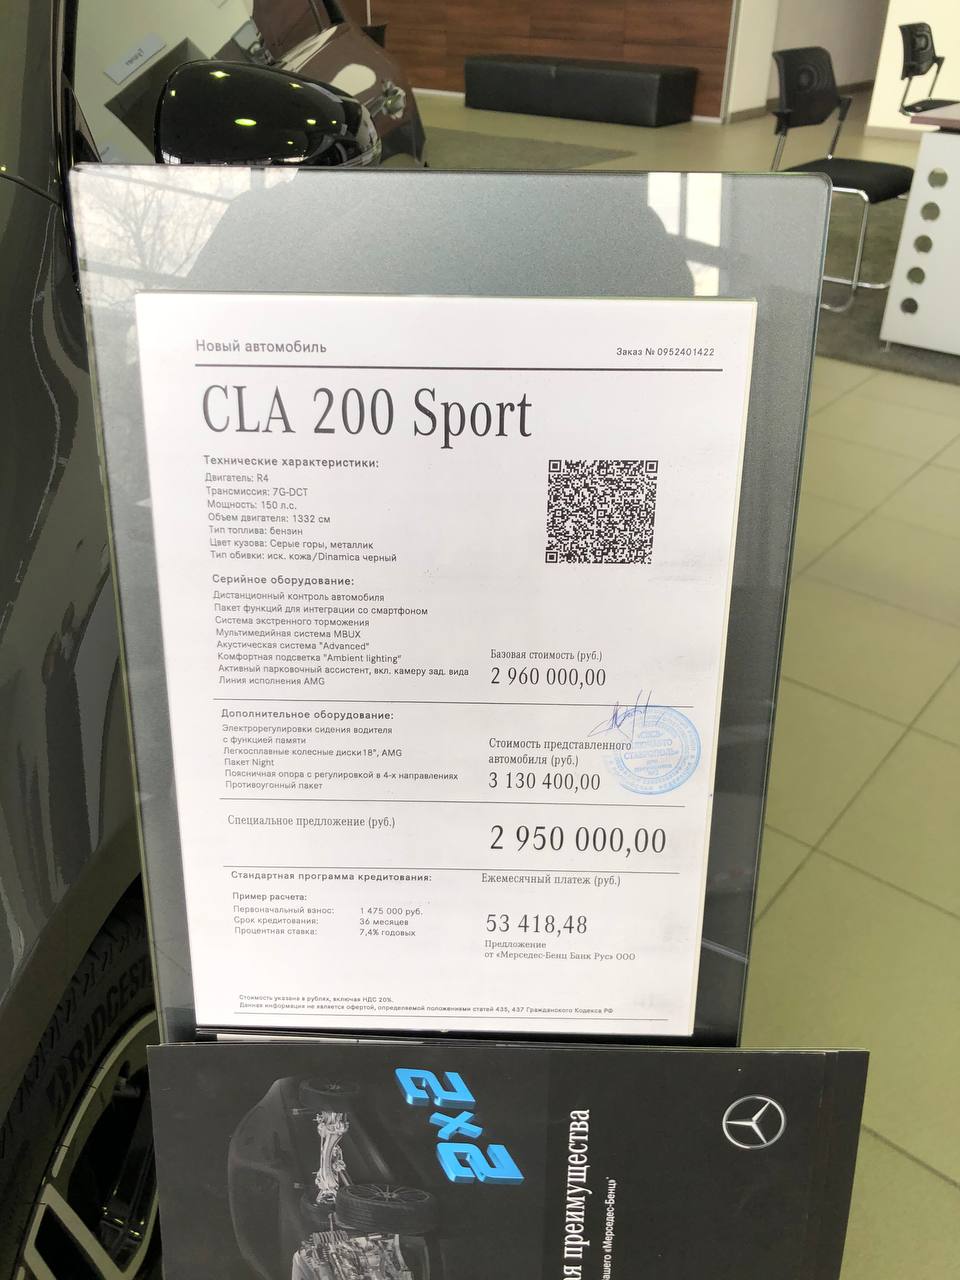 Новый автомобиль
Заказ № 0952401422
CLA 200 Sport
Технические характеристики:
Двигатель: R4
Трансмиссия: 7G-DCT
Мощность: 150 л.с.
Объем двигателя: 1332 см
Тип топлива: бензин
Цвет кузова: Серые горы, металлик
Тип обивки: иск. кожа/Dinamica черный
Серийное оборудование:
Дистанционный контроль автомобиля
Пакет функций для интеграции со смартфоном
Система экстренного торможения
Мультимедийная система MBUX
Акустическая система "Advanced"
Комфортная подсветка "Ambient lighting"
Активный парковочный ассистент, вкл. камеру зад. вида
Линия исполнения AMG
Базовая стоимость (руб.)
2 960 000,00
Дополнительное оборудование:
Электрорегулировки сидения водителя
с функцией памяти
Легкосплавные колесные диски18", AMG
Пакет Night
Поясничная опора с регулировкой в 4-х направлениях
Противоугонный пакет
Стоимость представленного
автомобиля (руб.)
3 130 400,00
СТАВРОПОЛЬ
Специальное предложение (руб.)
2 950 000,00
Стандартная программа кредитования:
Ежемесячный платеж (руб.)
Пример расчета:
Первоначальный взнос: 1 475 000 руб.
Срок кредитования: 36 месяцев
Процентная ставка: 7,4% годовых
53 418,48
Предложение
от «Мерседес-Бенц Банк Рус» ООО
Стоимость указана в рублях, включая НДС 20%.
Данная информация не является офертой, определяемой положениями статей 435, 437 Гражданского Кодекса РФ
BRIDGEST
2x2
ая преимущества
вашего «Мерседес-Бенц»